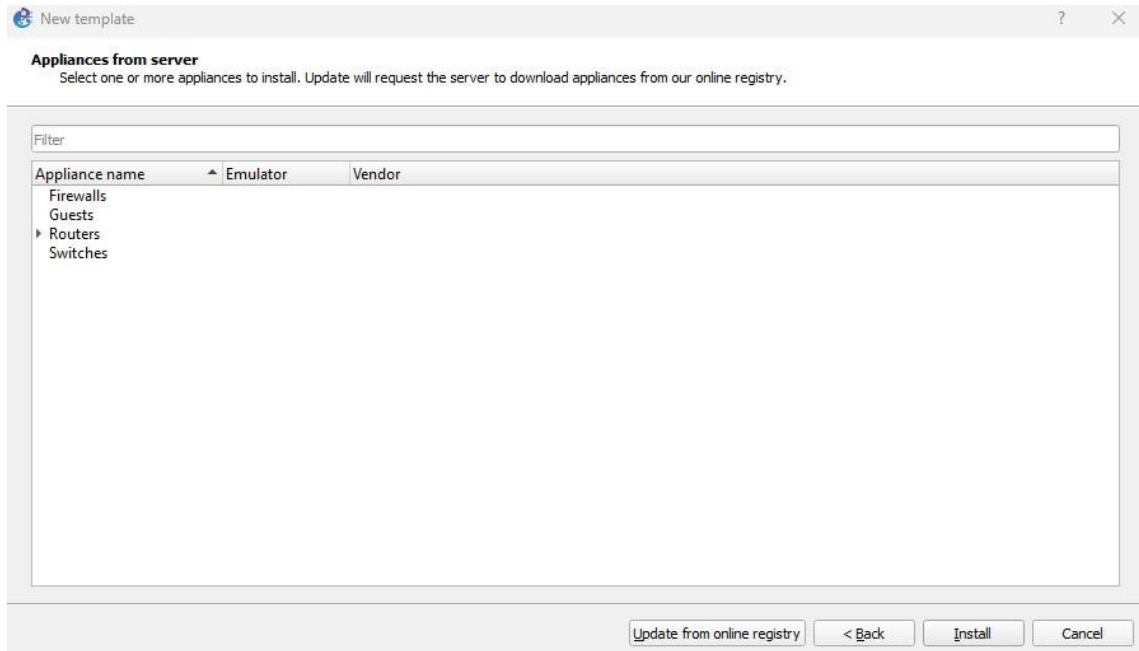 New template
Appliances from server
Select one or more appliances to install. Update will request the server to download appliances from our online registry.
Filter
Appliance name Emulator Vendor
Firewalls
Guests
Routers
Switches
Update from online registry < Back Install Cancel